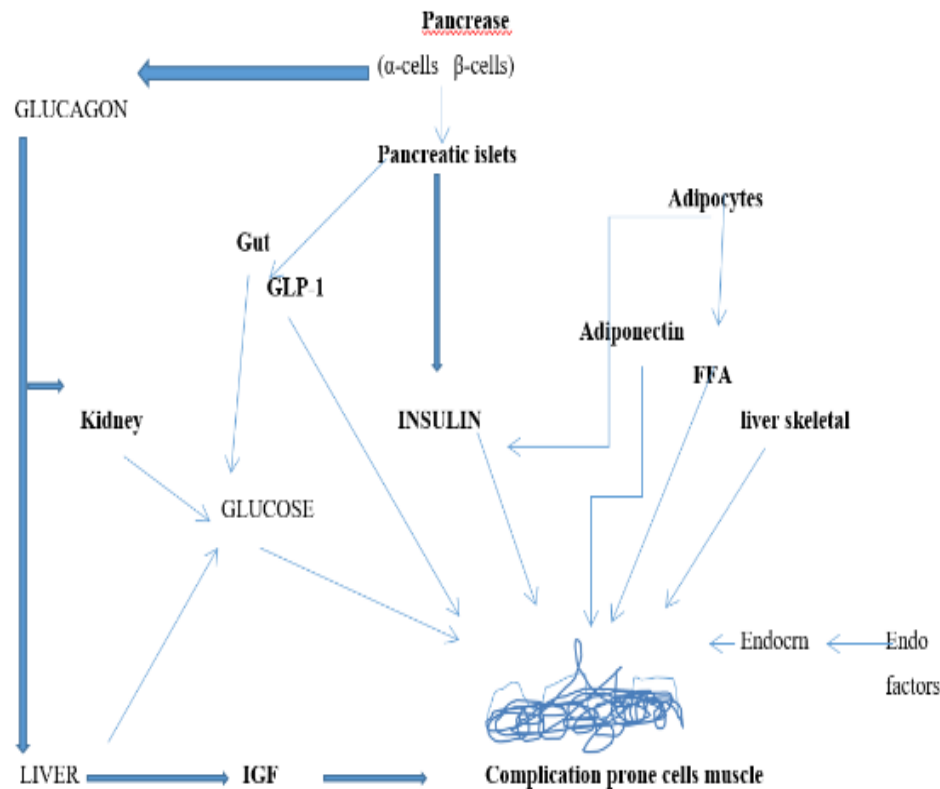 Pancrease
(α-cells β-cells)
GLUCAGON
Pancreatic islets
Adipocytes
Gut
GLP-1
Adiponectin
FFA
Kidney
INSULIN
liver skeletal
GLUCOSE
Endocrn
Endo
factors
LIVER
IGF
Complication prone cells muscle